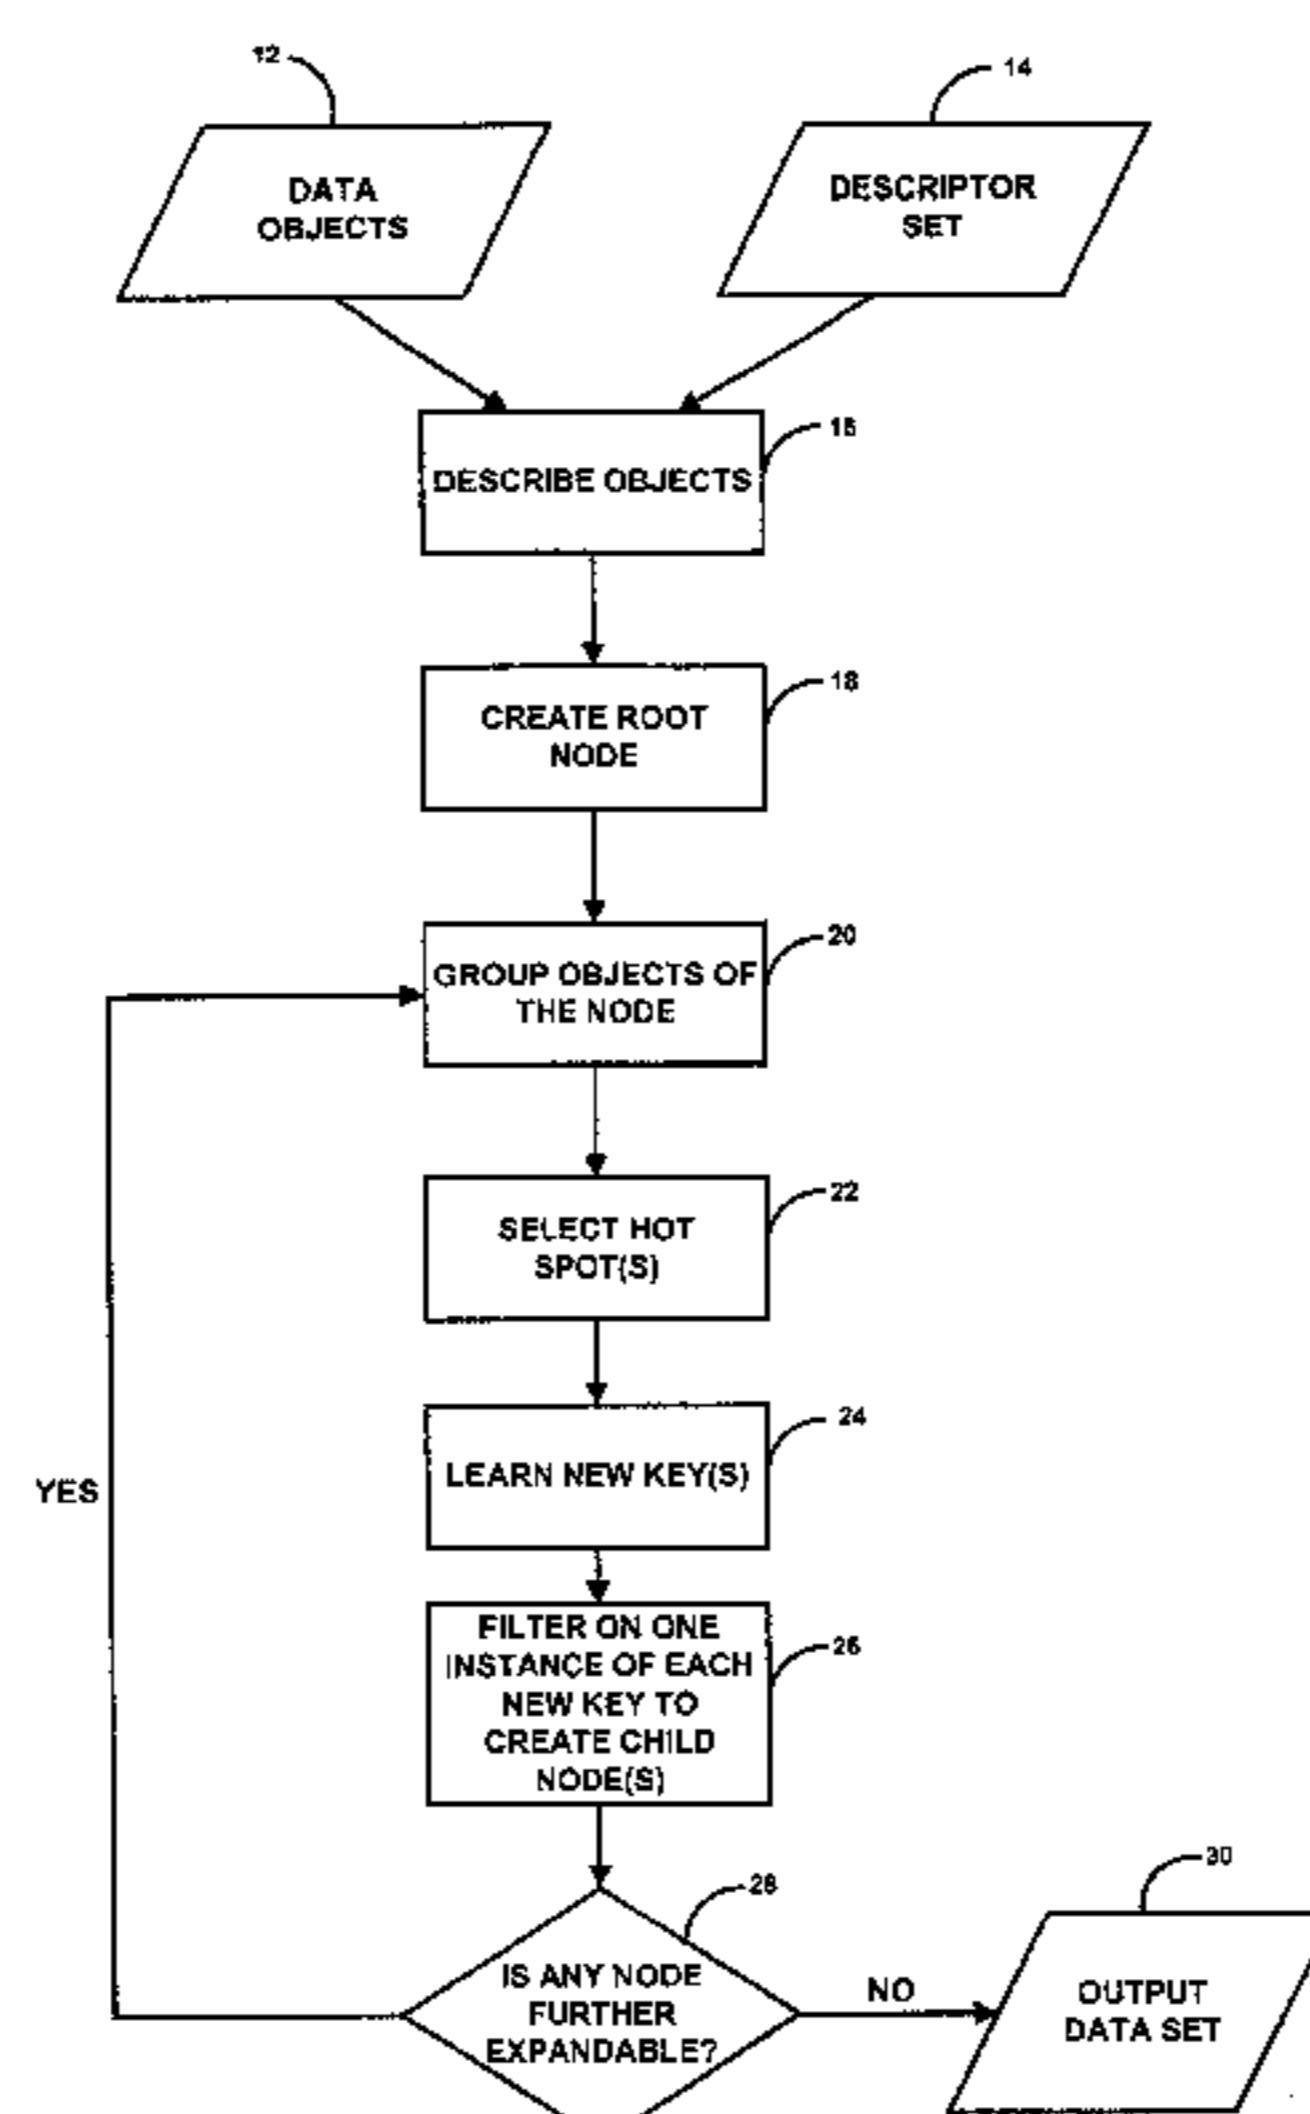 12
14
DATA
OBJECTS
DESCRIPTOR
SET
16
DESCRIBE OBJECTS
18
CREATE ROOT
NODE
20
GROUP OBJECTS OF
THE NODE
22
SELECT HOT
SPOT(S)
24
LEARN NEW KEY(S)
YES
26
FILTER ON ONE
INSTANCE OF EACH
NEW KEY TO
CREATE CHILD
NODE(S)
28
30
IS ANY NODE
FURTHER
EXPANDABLE?
NO
OUTPUT
DATA SET